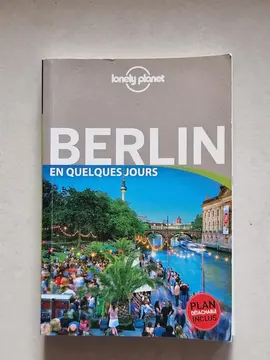 lonely planet
BERLIN
EN QUELQUES JOURS
PLAN
DÉTACHABLE
INCLUS